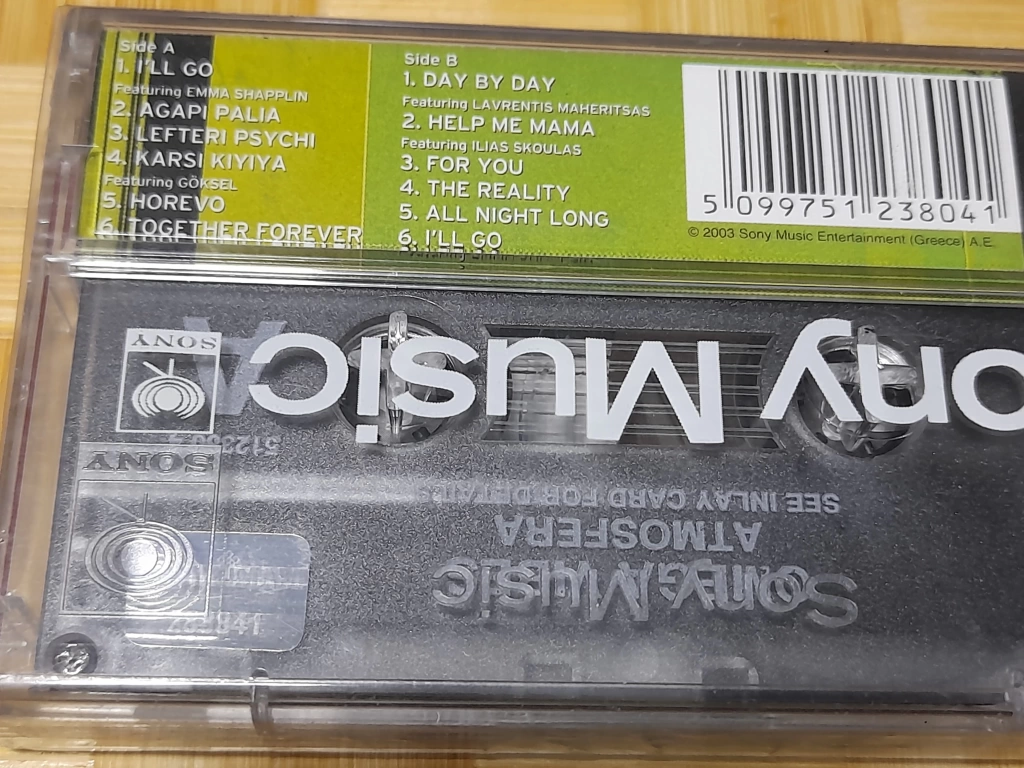 Side A
1. I'LL GO
Featuring EMMA SHAPPLIN
2. AGAPI PALIA
3. LEFTERI PSYCHI
4. KARSI KIYIYA
Featuring GÖKSEL
5. HOREVO
6. TOGETHER FOREVER
Side B
1. DAY BY DAY
Featuring LAVRENTIS MAHERITSAS
2. HELP ME MAMA
Featuring ILIAS SKOULAS
3. FOR YOU
4. THE REALITY
5. ALL NIGHT LONG
6. I'LL GO
5 099751 238041
© 2003 Sony Music Entertainment (Greece) A.E.
SONY
ony Music
SONY
SEE INLAY CARD FOR DETAIL
ATMOSFERA
Sony Music